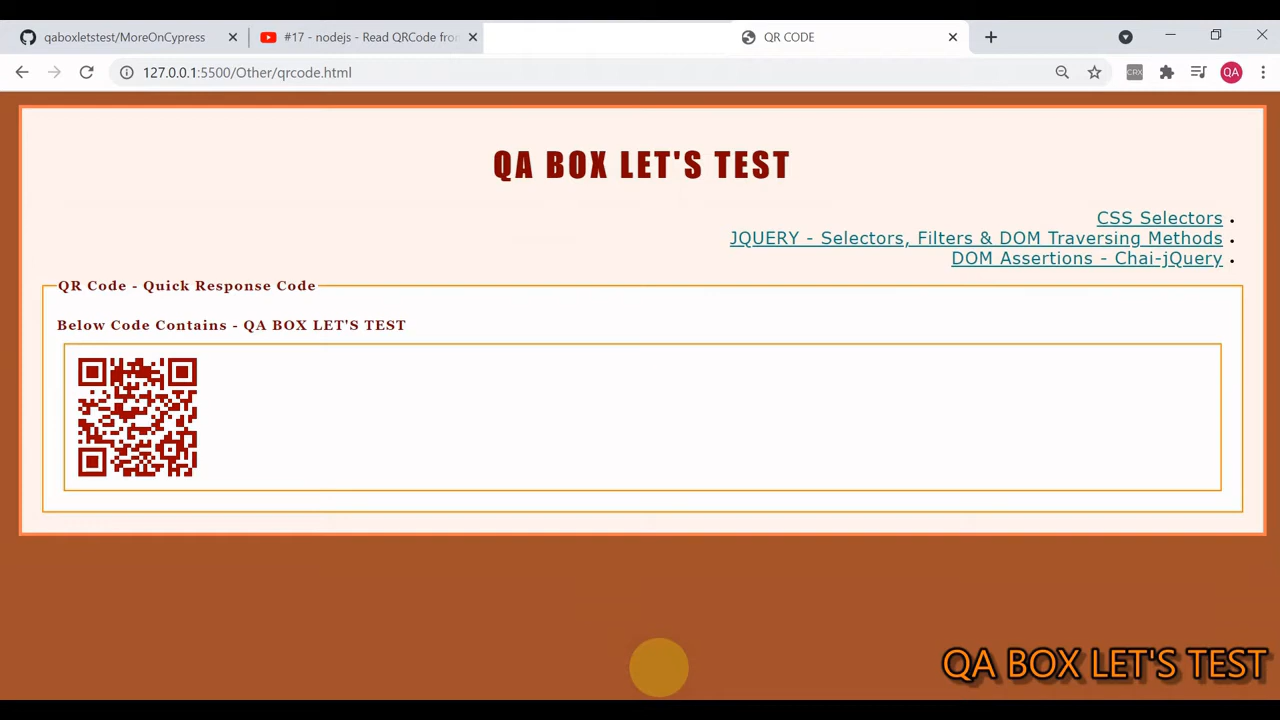 qaboxletstest/MoreOnCypress
#17 - nodejs - Read QRCode from
QR CODE
127.0.0.1:5500/Other/qrcode.html
CRX
QA
QA BOX LET'S TEST
CSS Selectors
JQUERY - Selectors, Filters & DOM Traversing Methods
DOM Assertions - Chai-jQuery
QR Code - Quick Response Code
Below Code Contains - QA BOX LET'S TEST
QA BOX LET'S TEST